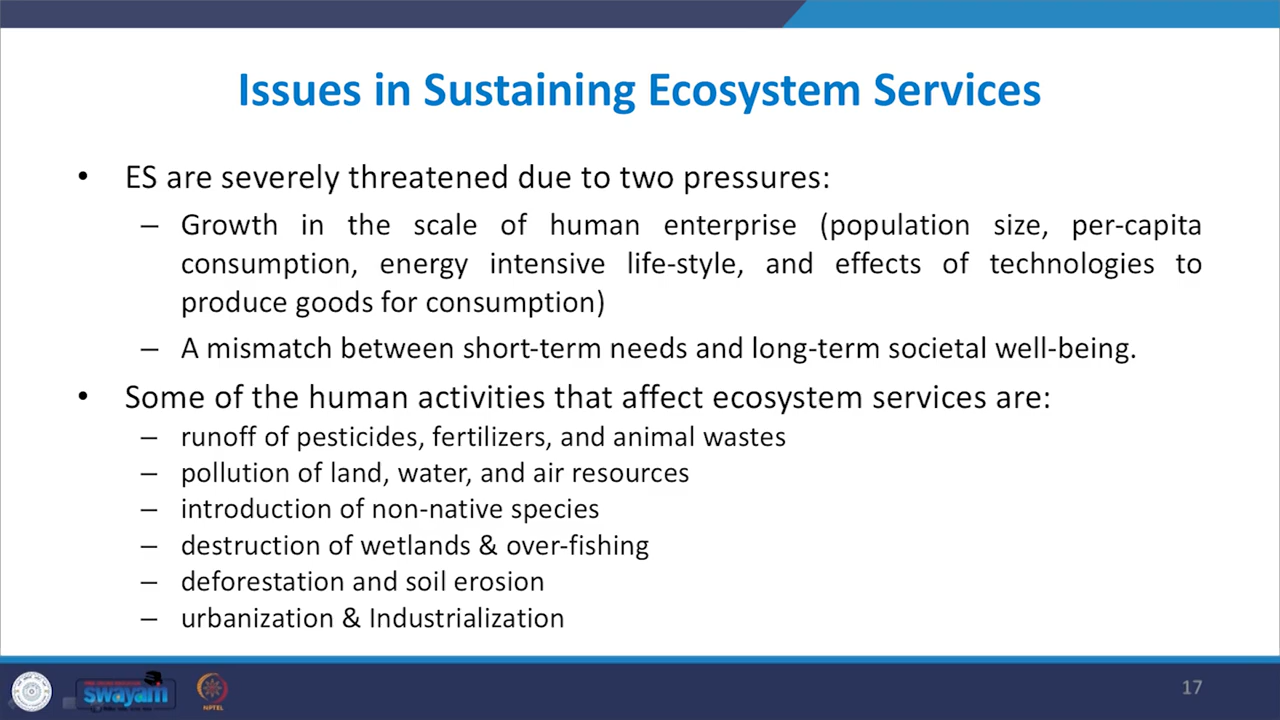 Issues in Sustaining Ecosystem Services
• ES are severely threatened due to two pressures:
– Growth in the scale of human enterprise (population size, per-capita
consumption, energy intensive life-style, and effects of technologies to
produce goods for consumption)
– A mismatch between short-term needs and long-term societal well-being.
• Some of the human activities that affect ecosystem services are:
– runoff of pesticides, fertilizers, and animal wastes
– pollution of land, water, and air resources
– introduction of non-native species
– destruction of wetlands & over-fishing
– deforestation and soil erosion
– urbanization & Industrialization
swayam
NPTEL
17